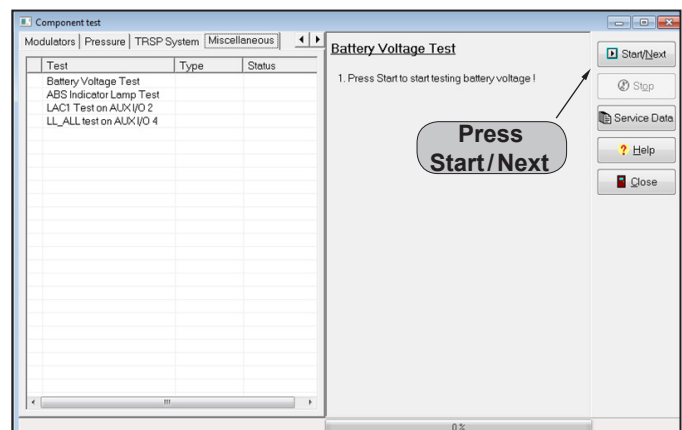 Component test
Modulators Pressure TRSP System Miscellaneous
Test Type Status
Battery Voltage Test
ABS Indicator Lamp Test
LAC1 Test on AUX I/O 2
LL_ALL test on AUX I/O 4
Battery Voltage Test
1. Press Start to start testing battery voltage !
Press
Start/Next
Start/Next
Stop
Service Data
? Help
Close
0 %